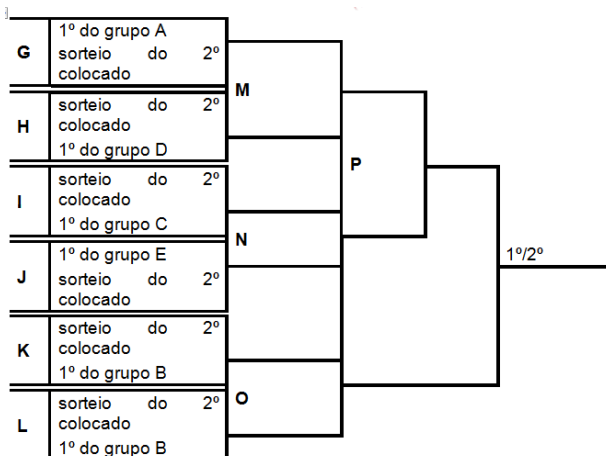 G
1º do grupo A
sorteio do 2º
colocado
M
H
sorteio do 2º
colocado
1º do grupo D
P
I
sorteio do 2º
colocado
1º do grupo C
N
J
1º do grupo E
sorteio do 2º
colocado
1º/2º
K
sorteio do 2º
colocado
1º do grupo B
O
L
sorteio do 2º
colocado
1º do grupo B